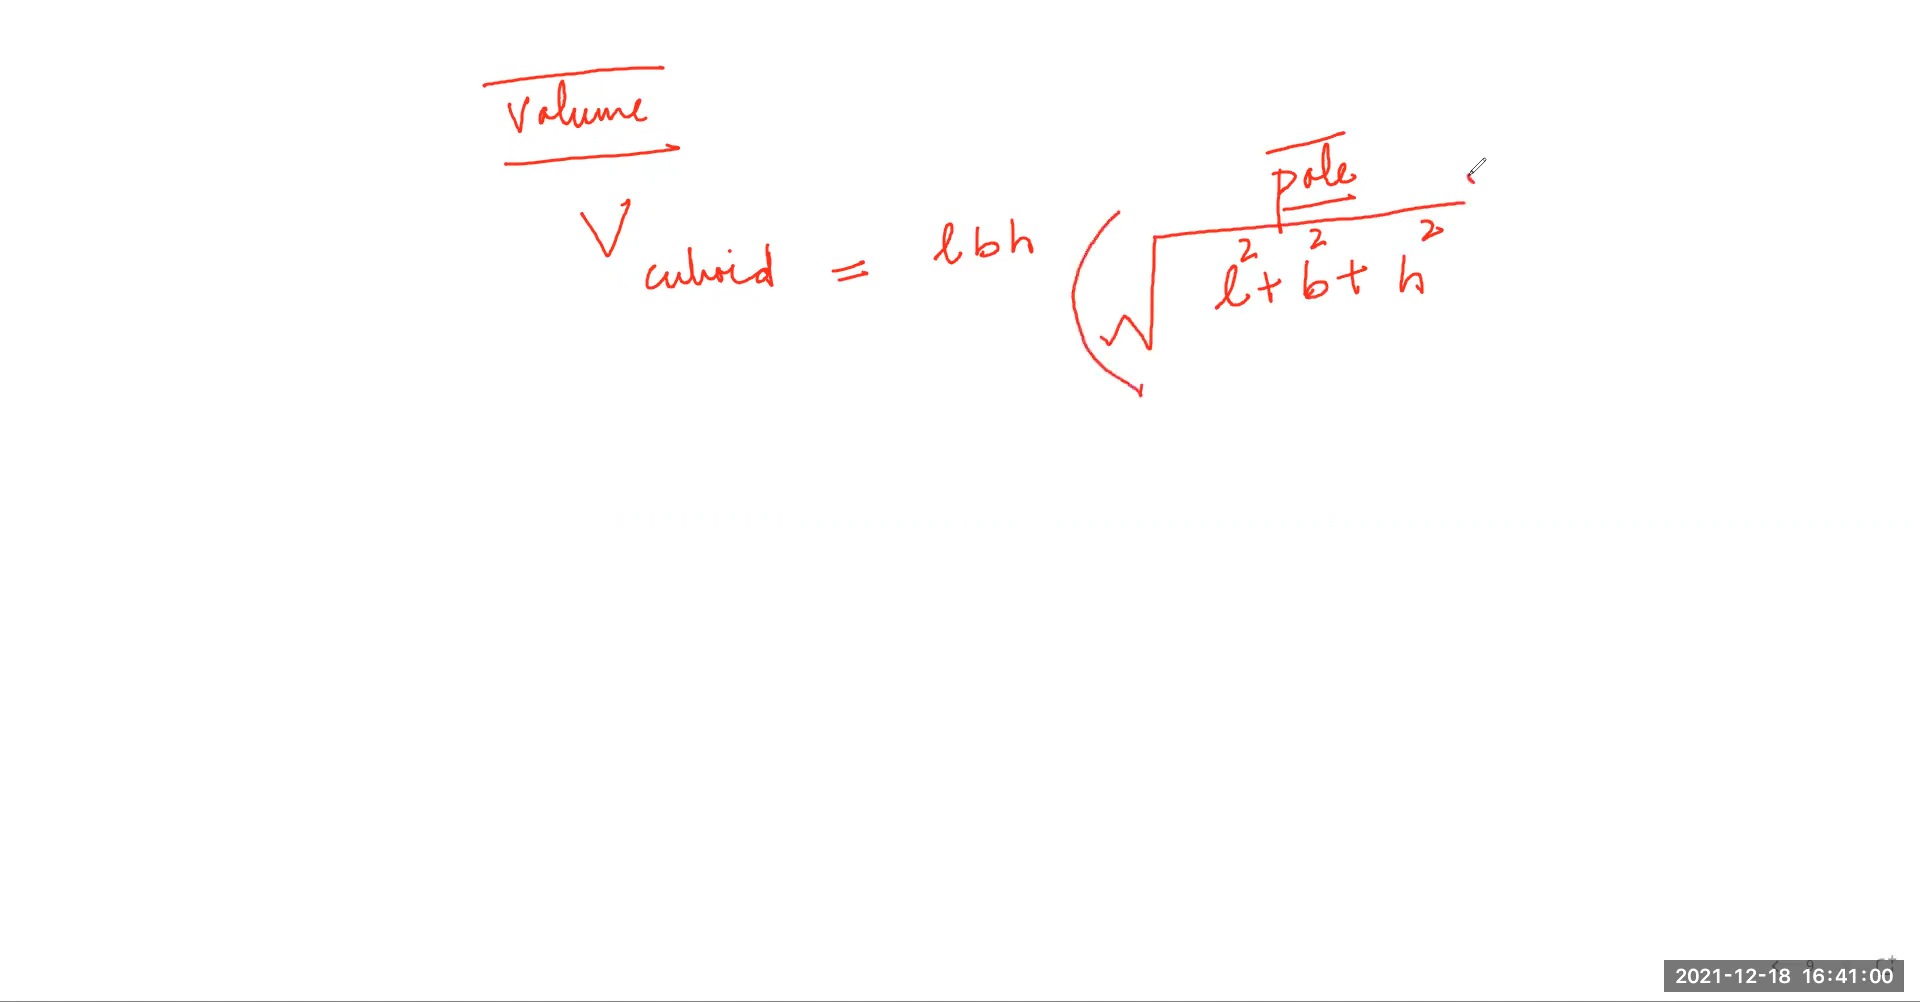 Volume
pole
V cuboid = lbh (√l²+b²+h²
2021-12-18 16:41:00